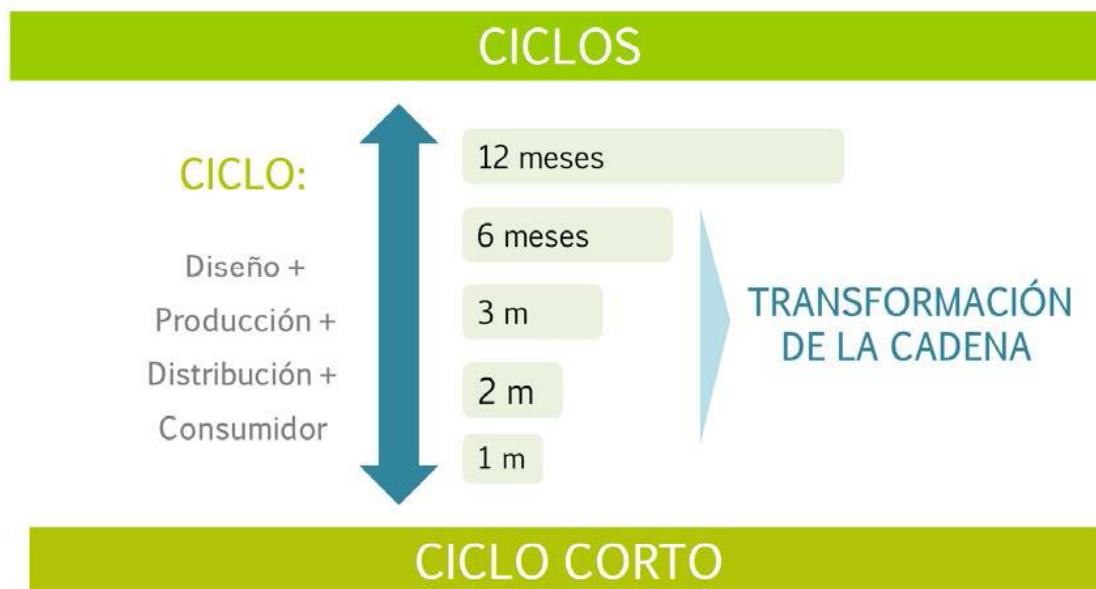 CICLOS
CICLO:
Diseño +
Producción +
Distribución +
Consumidor
12 meses
6 meses
3 m
2 m
1 m
TRANSFORMACIÓN
DE LA CADENA
CICLO CORTO